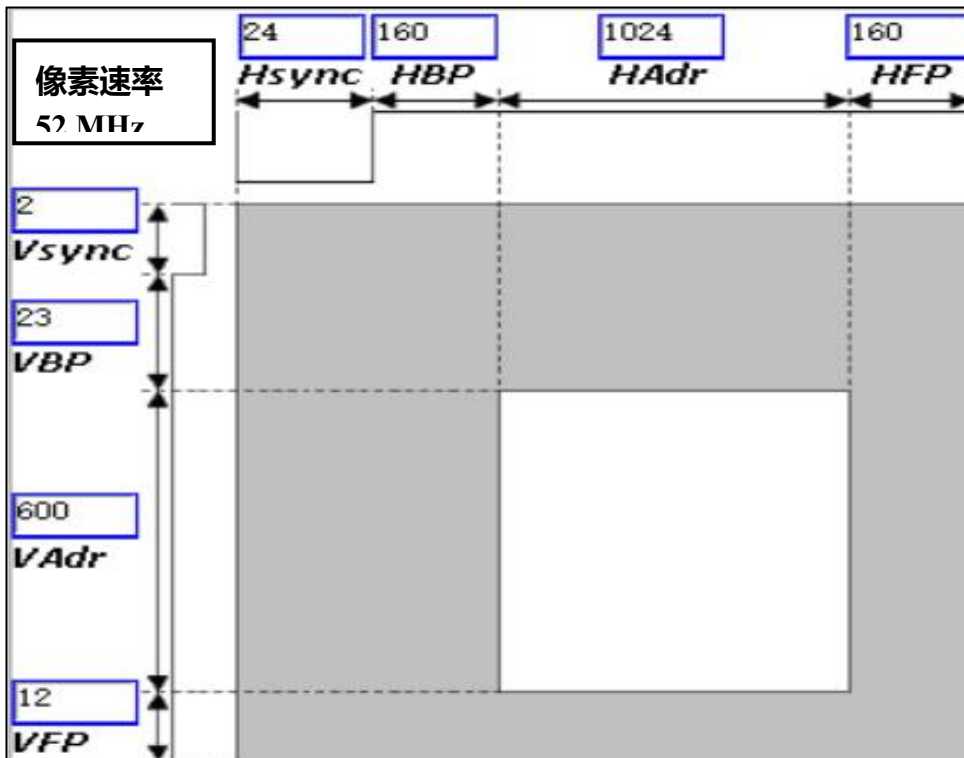 24 160 1024 160
Hsync HBP HAdr HFP
像素速率
52 MHz
2
Vsync
23
VBP
600
VAdr
12
VFP